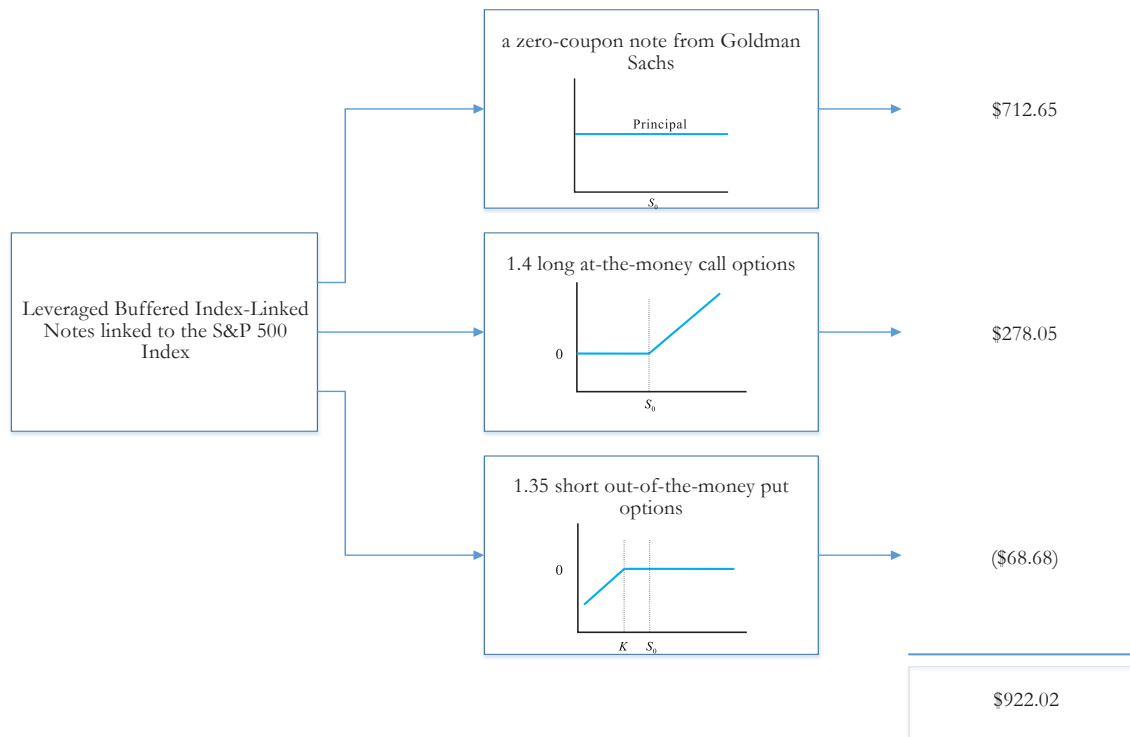 a zero-coupon note from Goldman
Sachs
Principal
S₀
$712.65
Leveraged Buffered Index-Linked
Notes linked to the S&P 500
Index
1.4 long at-the-money call options
0
S₀
$278.05
1.35 short out-of-the-money put
options
0
K S₀
($68.68)
$922.02